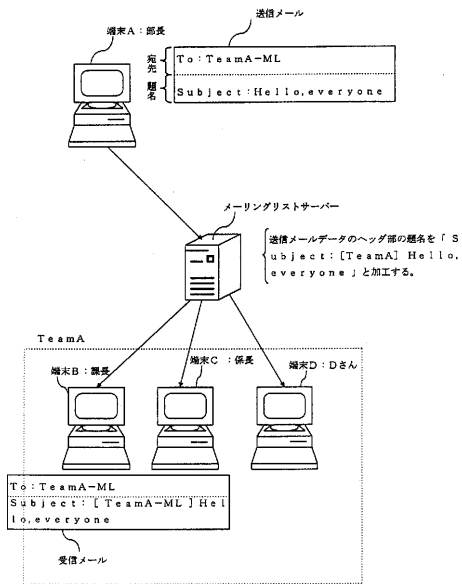 送信メール
端末A:部長
宛先
To:TeamA-ML
題名
Subject:Hello,everyone
メーリングリストサーバー
送信メールデータのヘッダ部の題名を「S
ubject:[TeamA] Hello,
everyone」と加工する。
TeamA
端末B:課長
端末C :係長
端末D:Dさん
To:TeamA-ML
Subject:[TeamA-ML]Hel
lo,everyone
受信メール